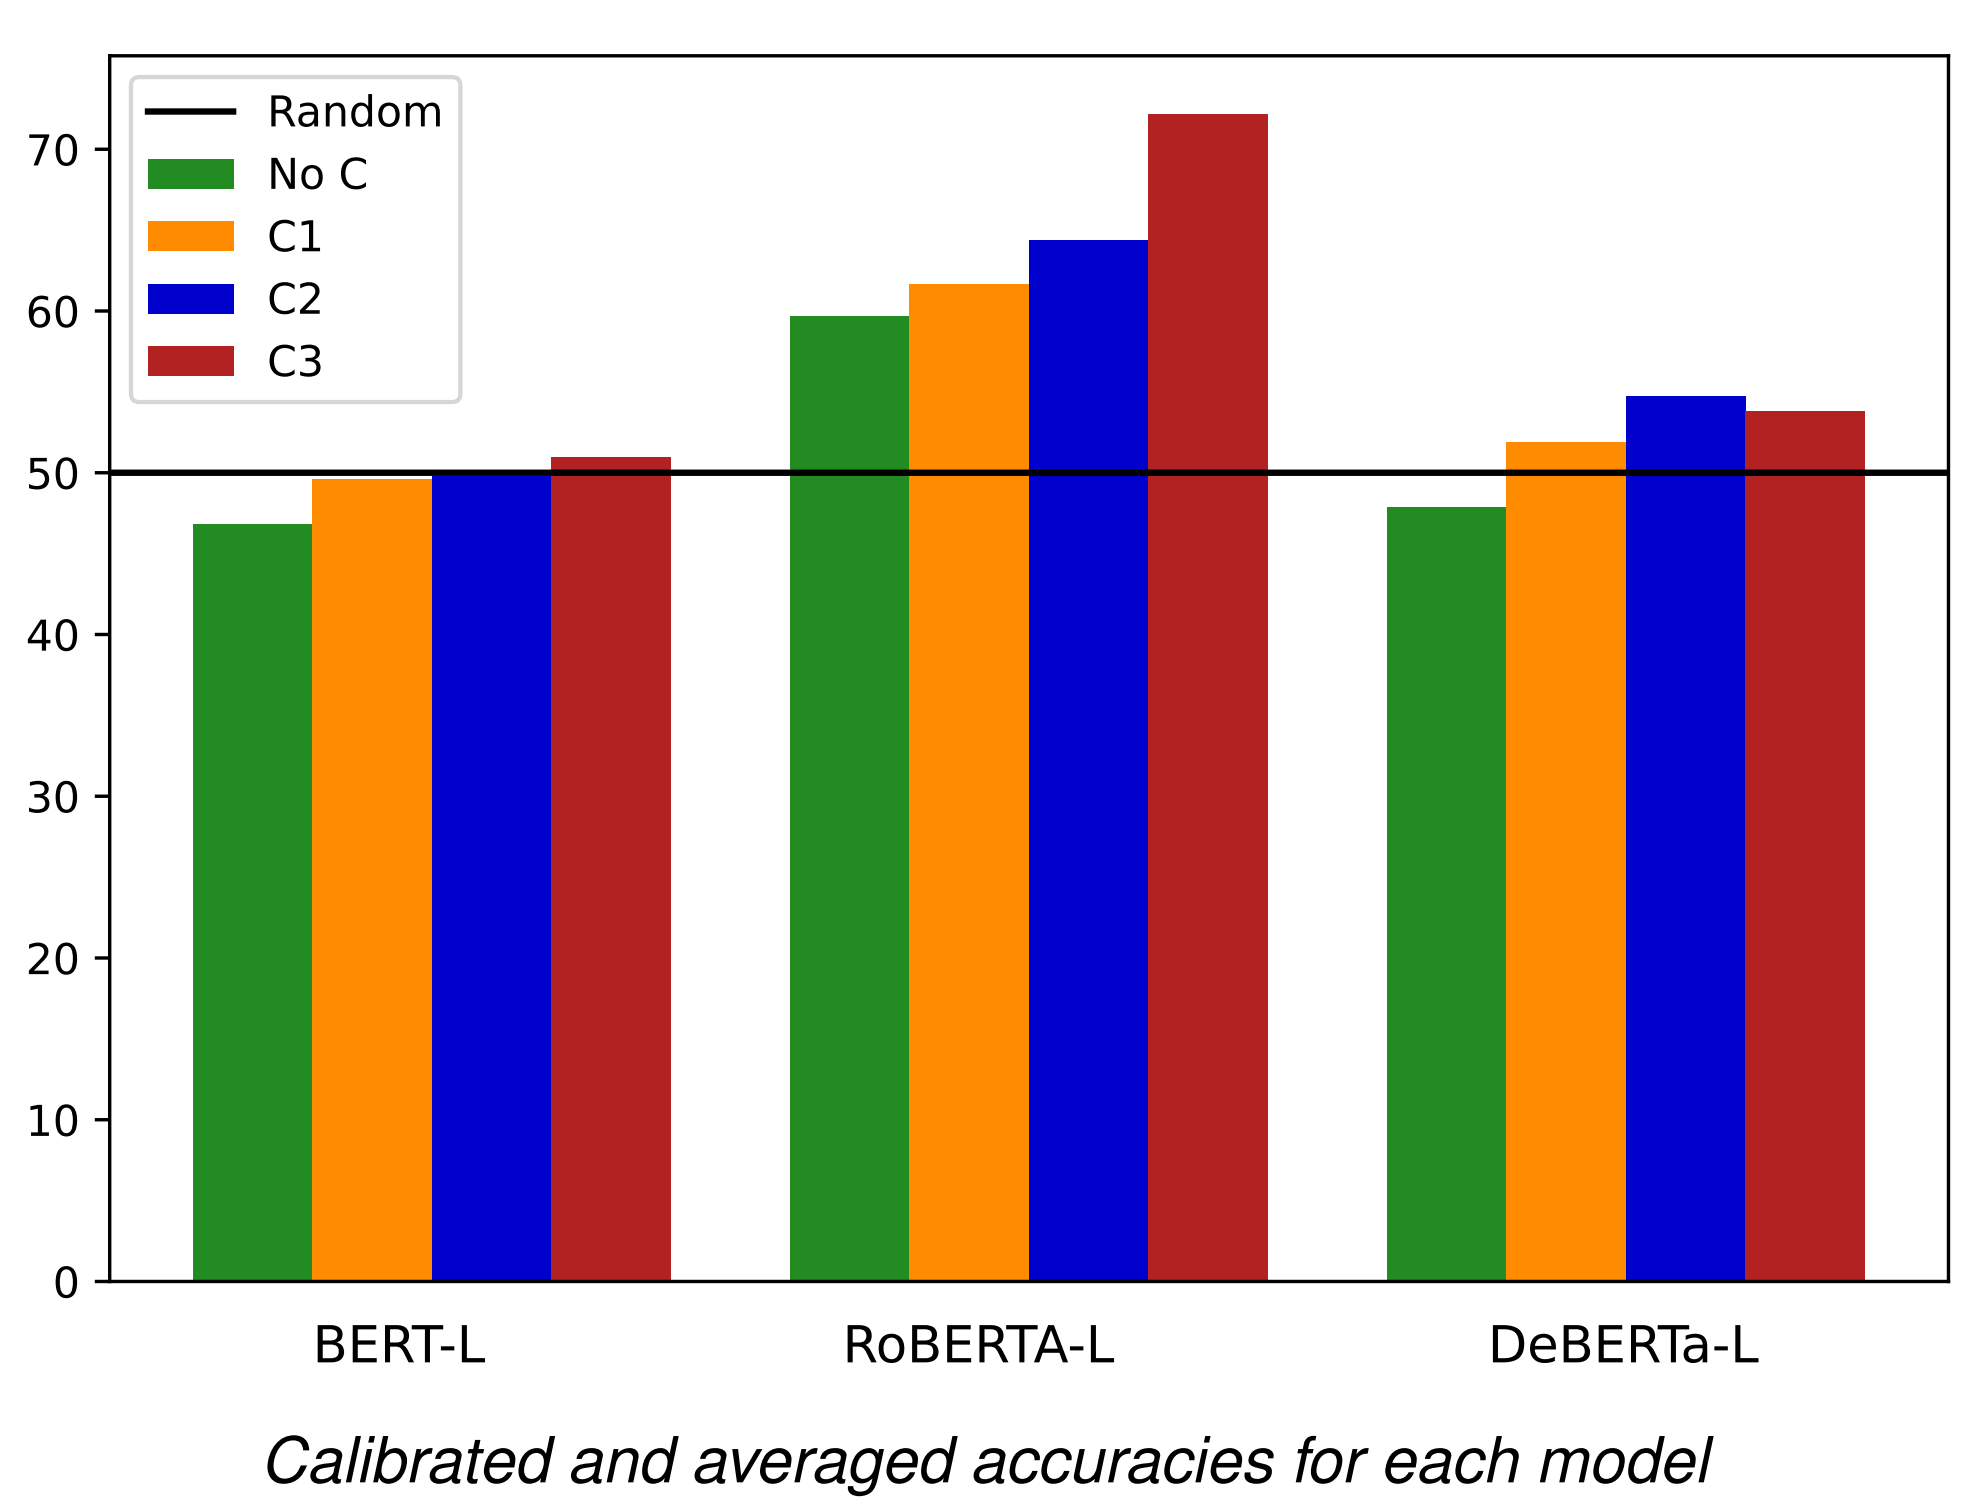 Random
No C
C1
C2
C3
70
60
50
40
30
20
10
0
BERT-L RoBERTA-L DeBERTa-L
Calibrated and averaged accuracies for each model